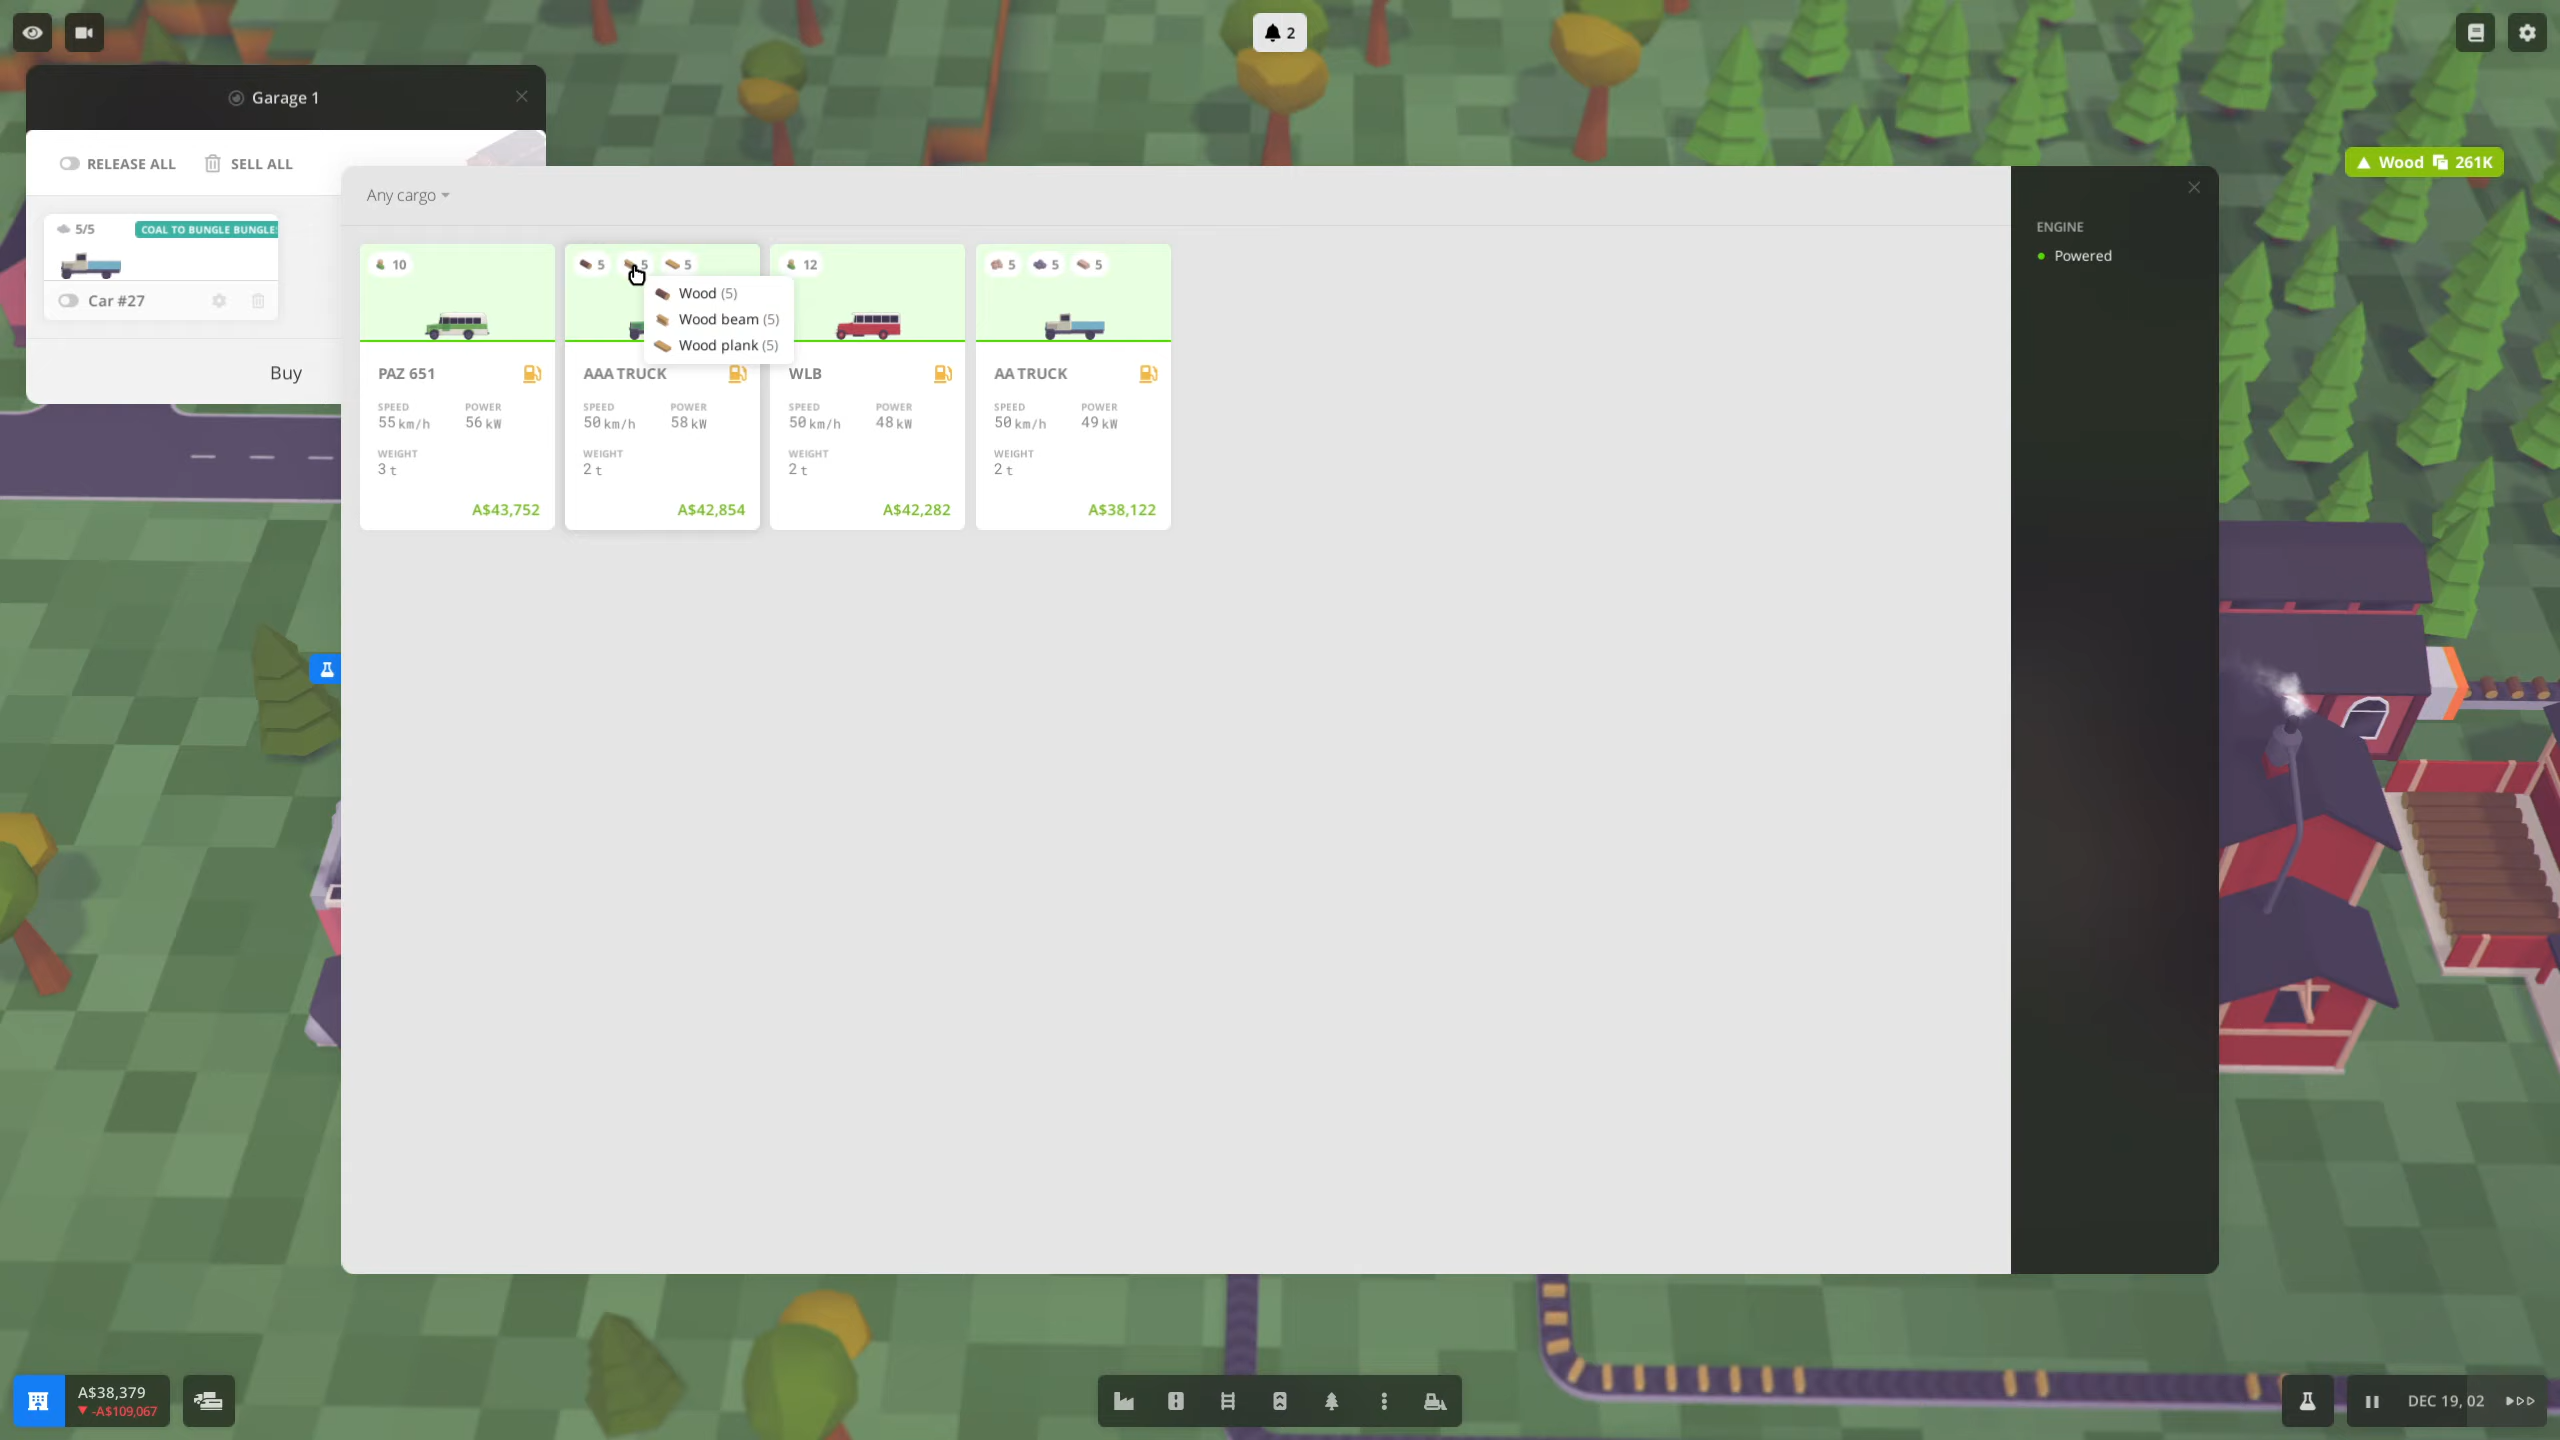 2
Garage 1
RELEASE ALL
SELL ALL
Wood 261K
5/5
COAL TO BUNGLE BUNGLE
Car #27
Buy
Any cargo
ENGINE
Powered
10
5 5 5
12
5 5 5
Wood (5)
Wood beam (5)
Wood plank (5)
PAZ 651
SPEED POWER
55 km/h 56 kW
WEIGHT
3 t
A$43,752
AAA TRUCK
SPEED POWER
50 km/h 58 kW
WEIGHT
2 t
A$42,854
WLB
SPEED POWER
50 km/h 48 kW
WEIGHT
2 t
A$42,282
AA TRUCK
SPEED POWER
50 km/h 49 kW
WEIGHT
2 t
A$38,122
A$38,379
-A$109,067
DEC 19, 02